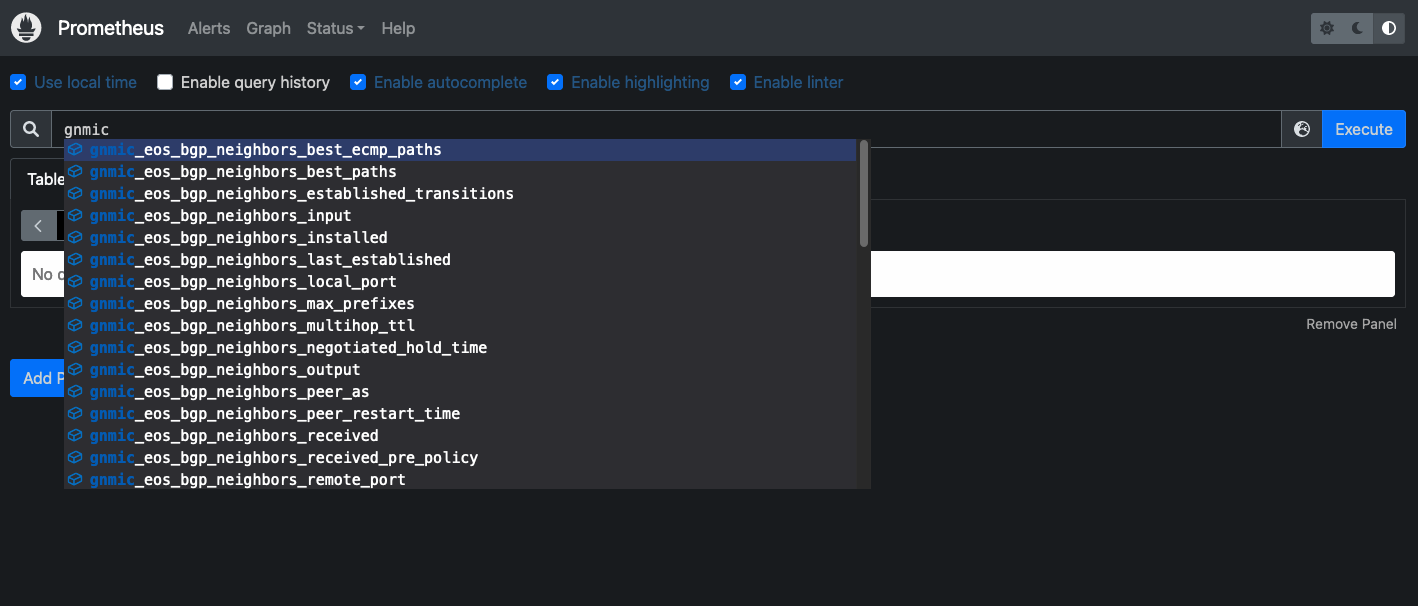 Prometheus Alerts Graph Status Help
Use local time Enable query history Enable autocomplete Enable highlighting Enable linter
gnmic Execute
gnmic_eos_bgp_neighbors_best_ecmp_paths
Table gnmic_eos_bgp_neighbors_best_paths
gnmic_eos_bgp_neighbors_established_transitions
gnmic_eos_bgp_neighbors_input
gnmic_eos_bgp_neighbors_installed
gnmic_eos_bgp_neighbors_last_established
No gnmic_eos_bgp_neighbors_local_port
gnmic_eos_bgp_neighbors_max_prefixes
gnmic_eos_bgp_neighbors_multihop_ttl Remove Panel
gnmic_eos_bgp_neighbors_negotiated_hold_time
Add gnmic_eos_bgp_neighbors_output
gnmic_eos_bgp_neighbors_peer_as
gnmic_eos_bgp_neighbors_peer_restart_time
gnmic_eos_bgp_neighbors_received
gnmic_eos_bgp_neighbors_received_pre_policy
gnmic_eos_bgp_neighbors_remote_port